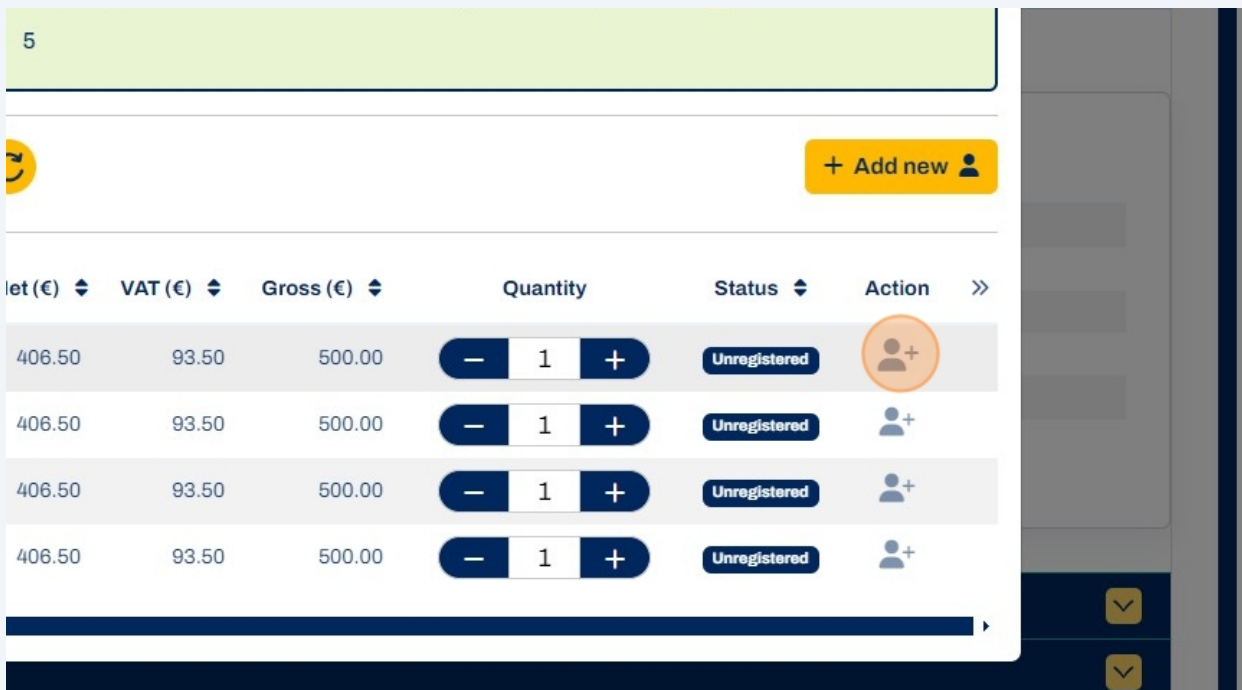 5
+ Add new
VAT (€) Gross (€) Quantity Status Action
406.50 93.50 500.00 − 1 + Unregistered
406.50 93.50 500.00 − 1 + Unregistered
406.50 93.50 500.00 − 1 + Unregistered
406.50 93.50 500.00 − 1 + Unregistered